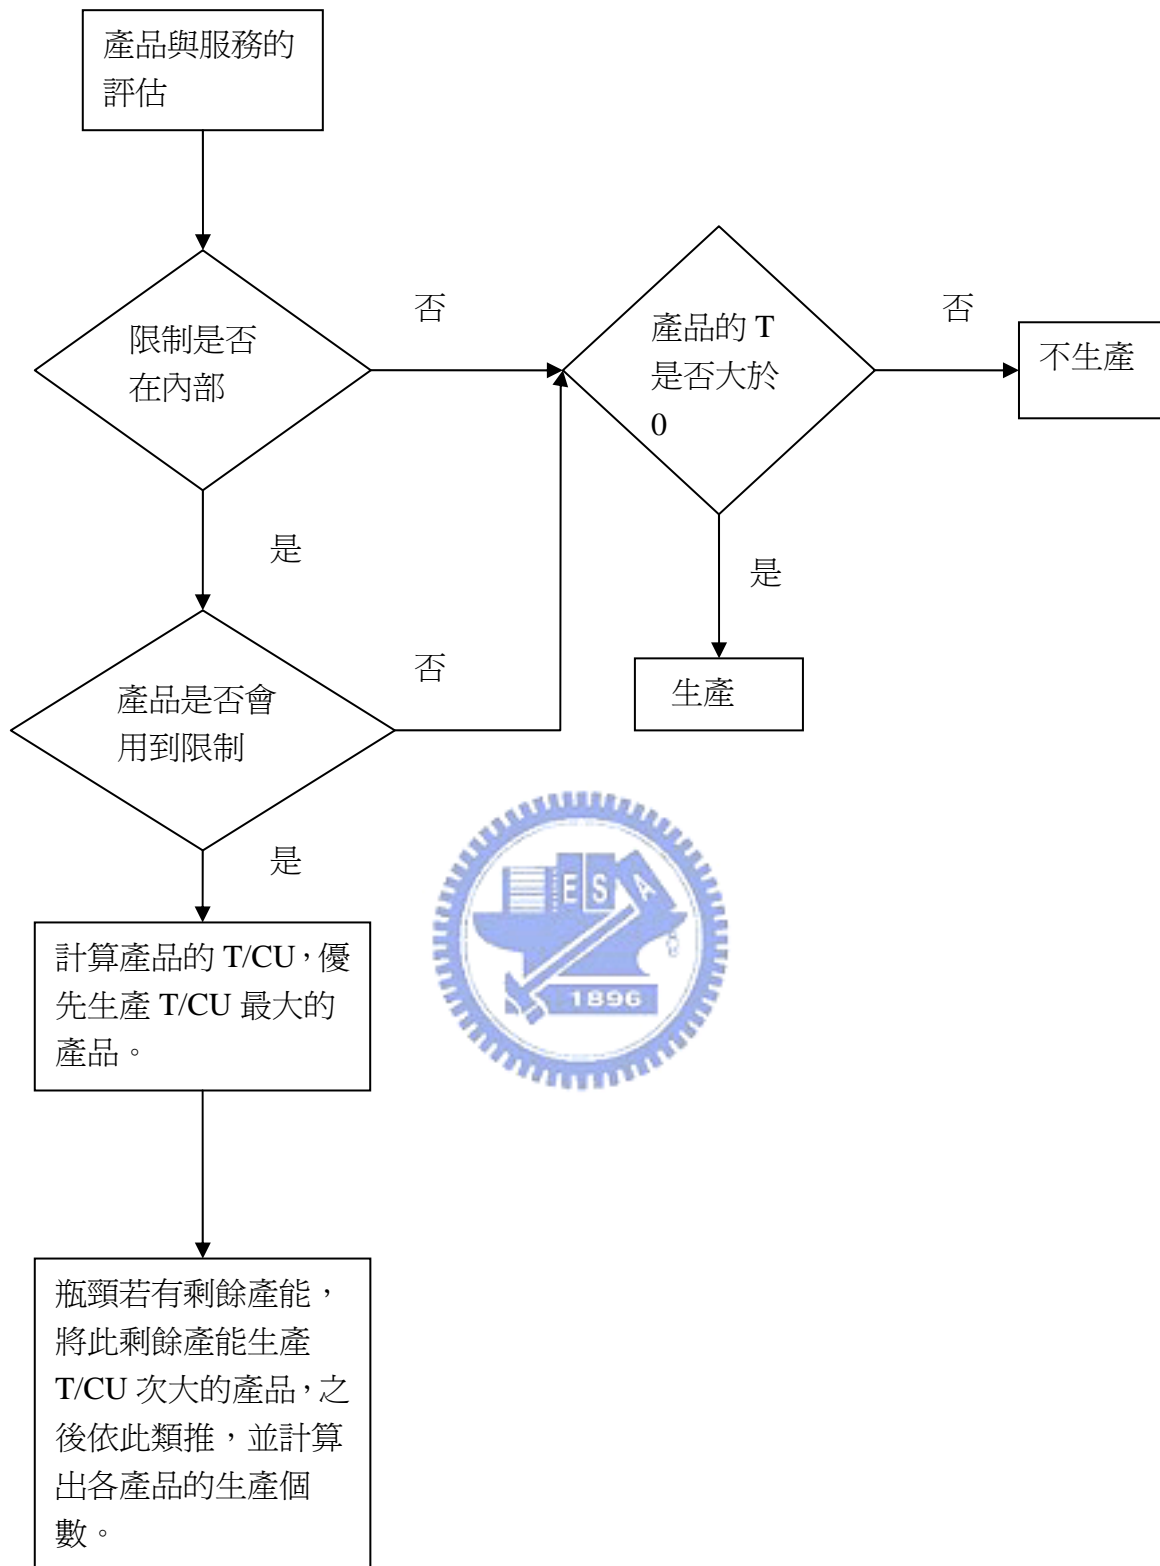 產品與服務的
評估
限制是否
在內部
否
產品的 T
是否大於
0
否
不生產
是
是
生產
產品是否會
用到限制
否
是
計算產品的 T/CU，優
先生產 T/CU 最大的
產品。
E S A
1896
瓶頸若有剩餘產能，
將此剩餘產能生產
T/CU 次大的產品，之
後依此類推，並計算
出各產品的生產個
數。